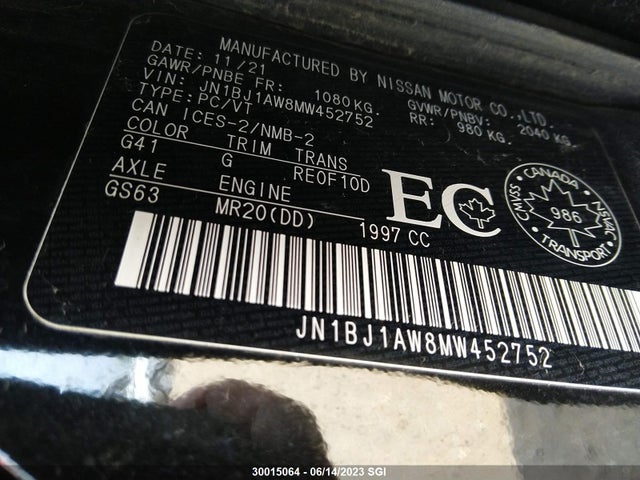 MANUFACTURED BY NISSAN MOTOR CO.,LTD.
DATE: 11/21
GAWR/PNBE FR: 1080KG. RR: 980 KG.
GVWR/PNBV: 2040 KG.
VIN: JN1BJ1AW8MW452752
TYPE: PC/VT
CAN ICES-2/NMB-2
COLOR TRIM TRANS
G41 G RE0F10D
AXLE ENGINE
GS63 MR20(DD) 1997 CC
EC
CANADA
CMVSS
NSVAC
986
TRANSPORT
JN1BJ1AW8MW452752
30015064 - 06/14/2023 SGI